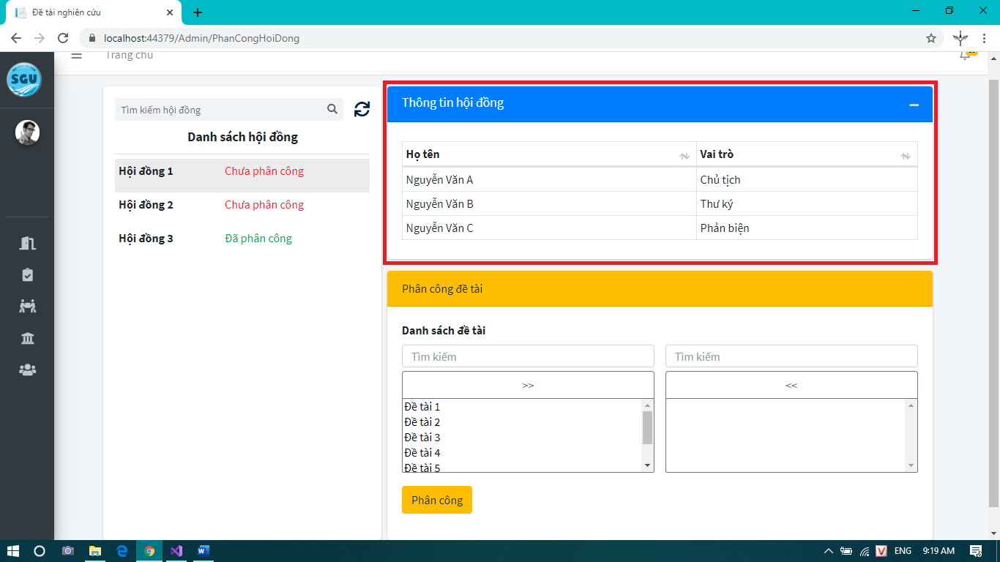 Đề tài nghiên cứu
localhost:44379/Admin/PhanCongHoiDong
SGU
Trang chủ
Tìm kiếm hội đồng
Danh sách hội đồng
Hội đồng 1 Chưa phân công
Hội đồng 2 Chưa phân công
Hội đồng 3 Đã phân công
Thông tin hội đồng
Họ tên Vai trò
Nguyễn Văn A Chủ tịch
Nguyễn Văn B Thư ký
Nguyễn Văn C Phản biện
Phân công đề tài
Danh sách đề tài
Tìm kiếm Tìm kiếm
>> <<
Đề tài 1
Đề tài 2
Đề tài 3
Đề tài 4
Đề tài 5
Phân công
ENG 9:19 AM